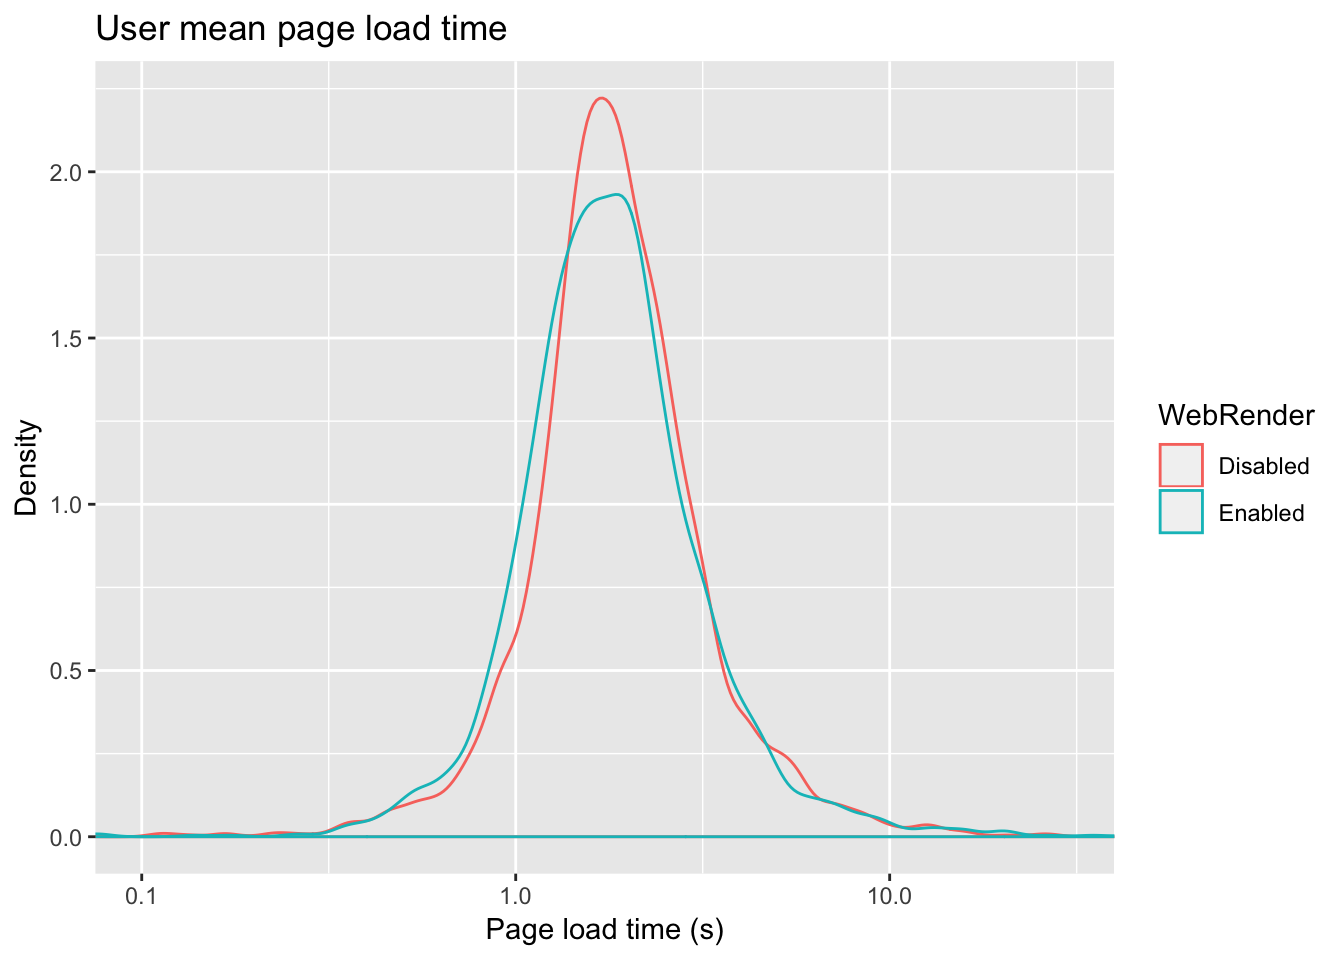 User mean page load time
Density
2.0
1.5
1.0
0.5
0.0
0.1
1.0
10.0
Page load time (s)
WebRender
Disabled
Enabled